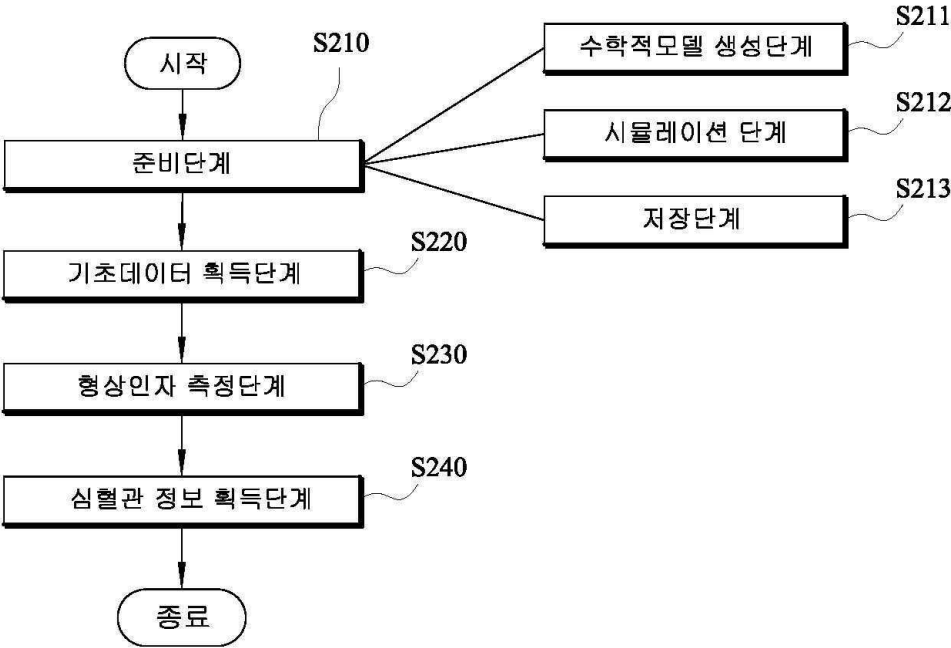 시작
S210
준비단계
S211
수학적모델 생성단계
S212
시뮬레이션 단계
S213
저장단계
S220
기초데이터 획득단계
S230
형상인자 측정단계
S240
심혈관 정보 획득단계
종료